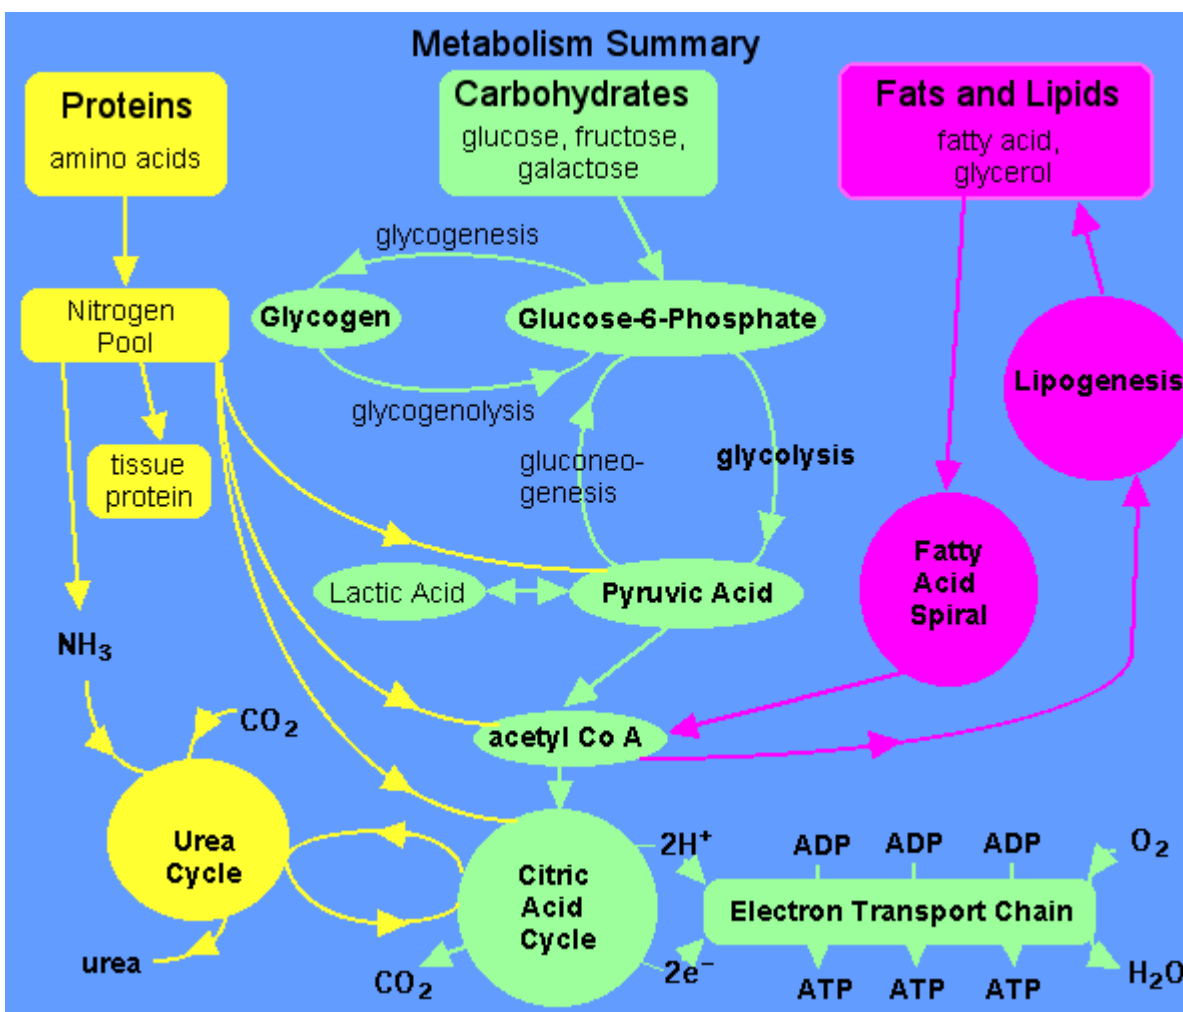 Metabolism Summary
Proteins
amino acids
Carbohydrates
glucose, fructose,
galactose
Fats and Lipids
fatty acid,
glycerol
glycogenesis
Nitrogen
Pool
Glycogen
Glucose-6-Phosphate
Lipogenesis
glycogenolysis
tissue
protein
gluconeo-
genesis
glycolysis
Fatty
Acid
Spiral
Lactic Acid
Pyruvic Acid
NH₃
CO₂
acetyl Co A
Urea
Cycle
urea
Citric
Acid
Cycle
CO₂
2H⁺
2e⁻
ADP ADP ADP
O₂
Electron Transport Chain
ATP ATP ATP
H₂O